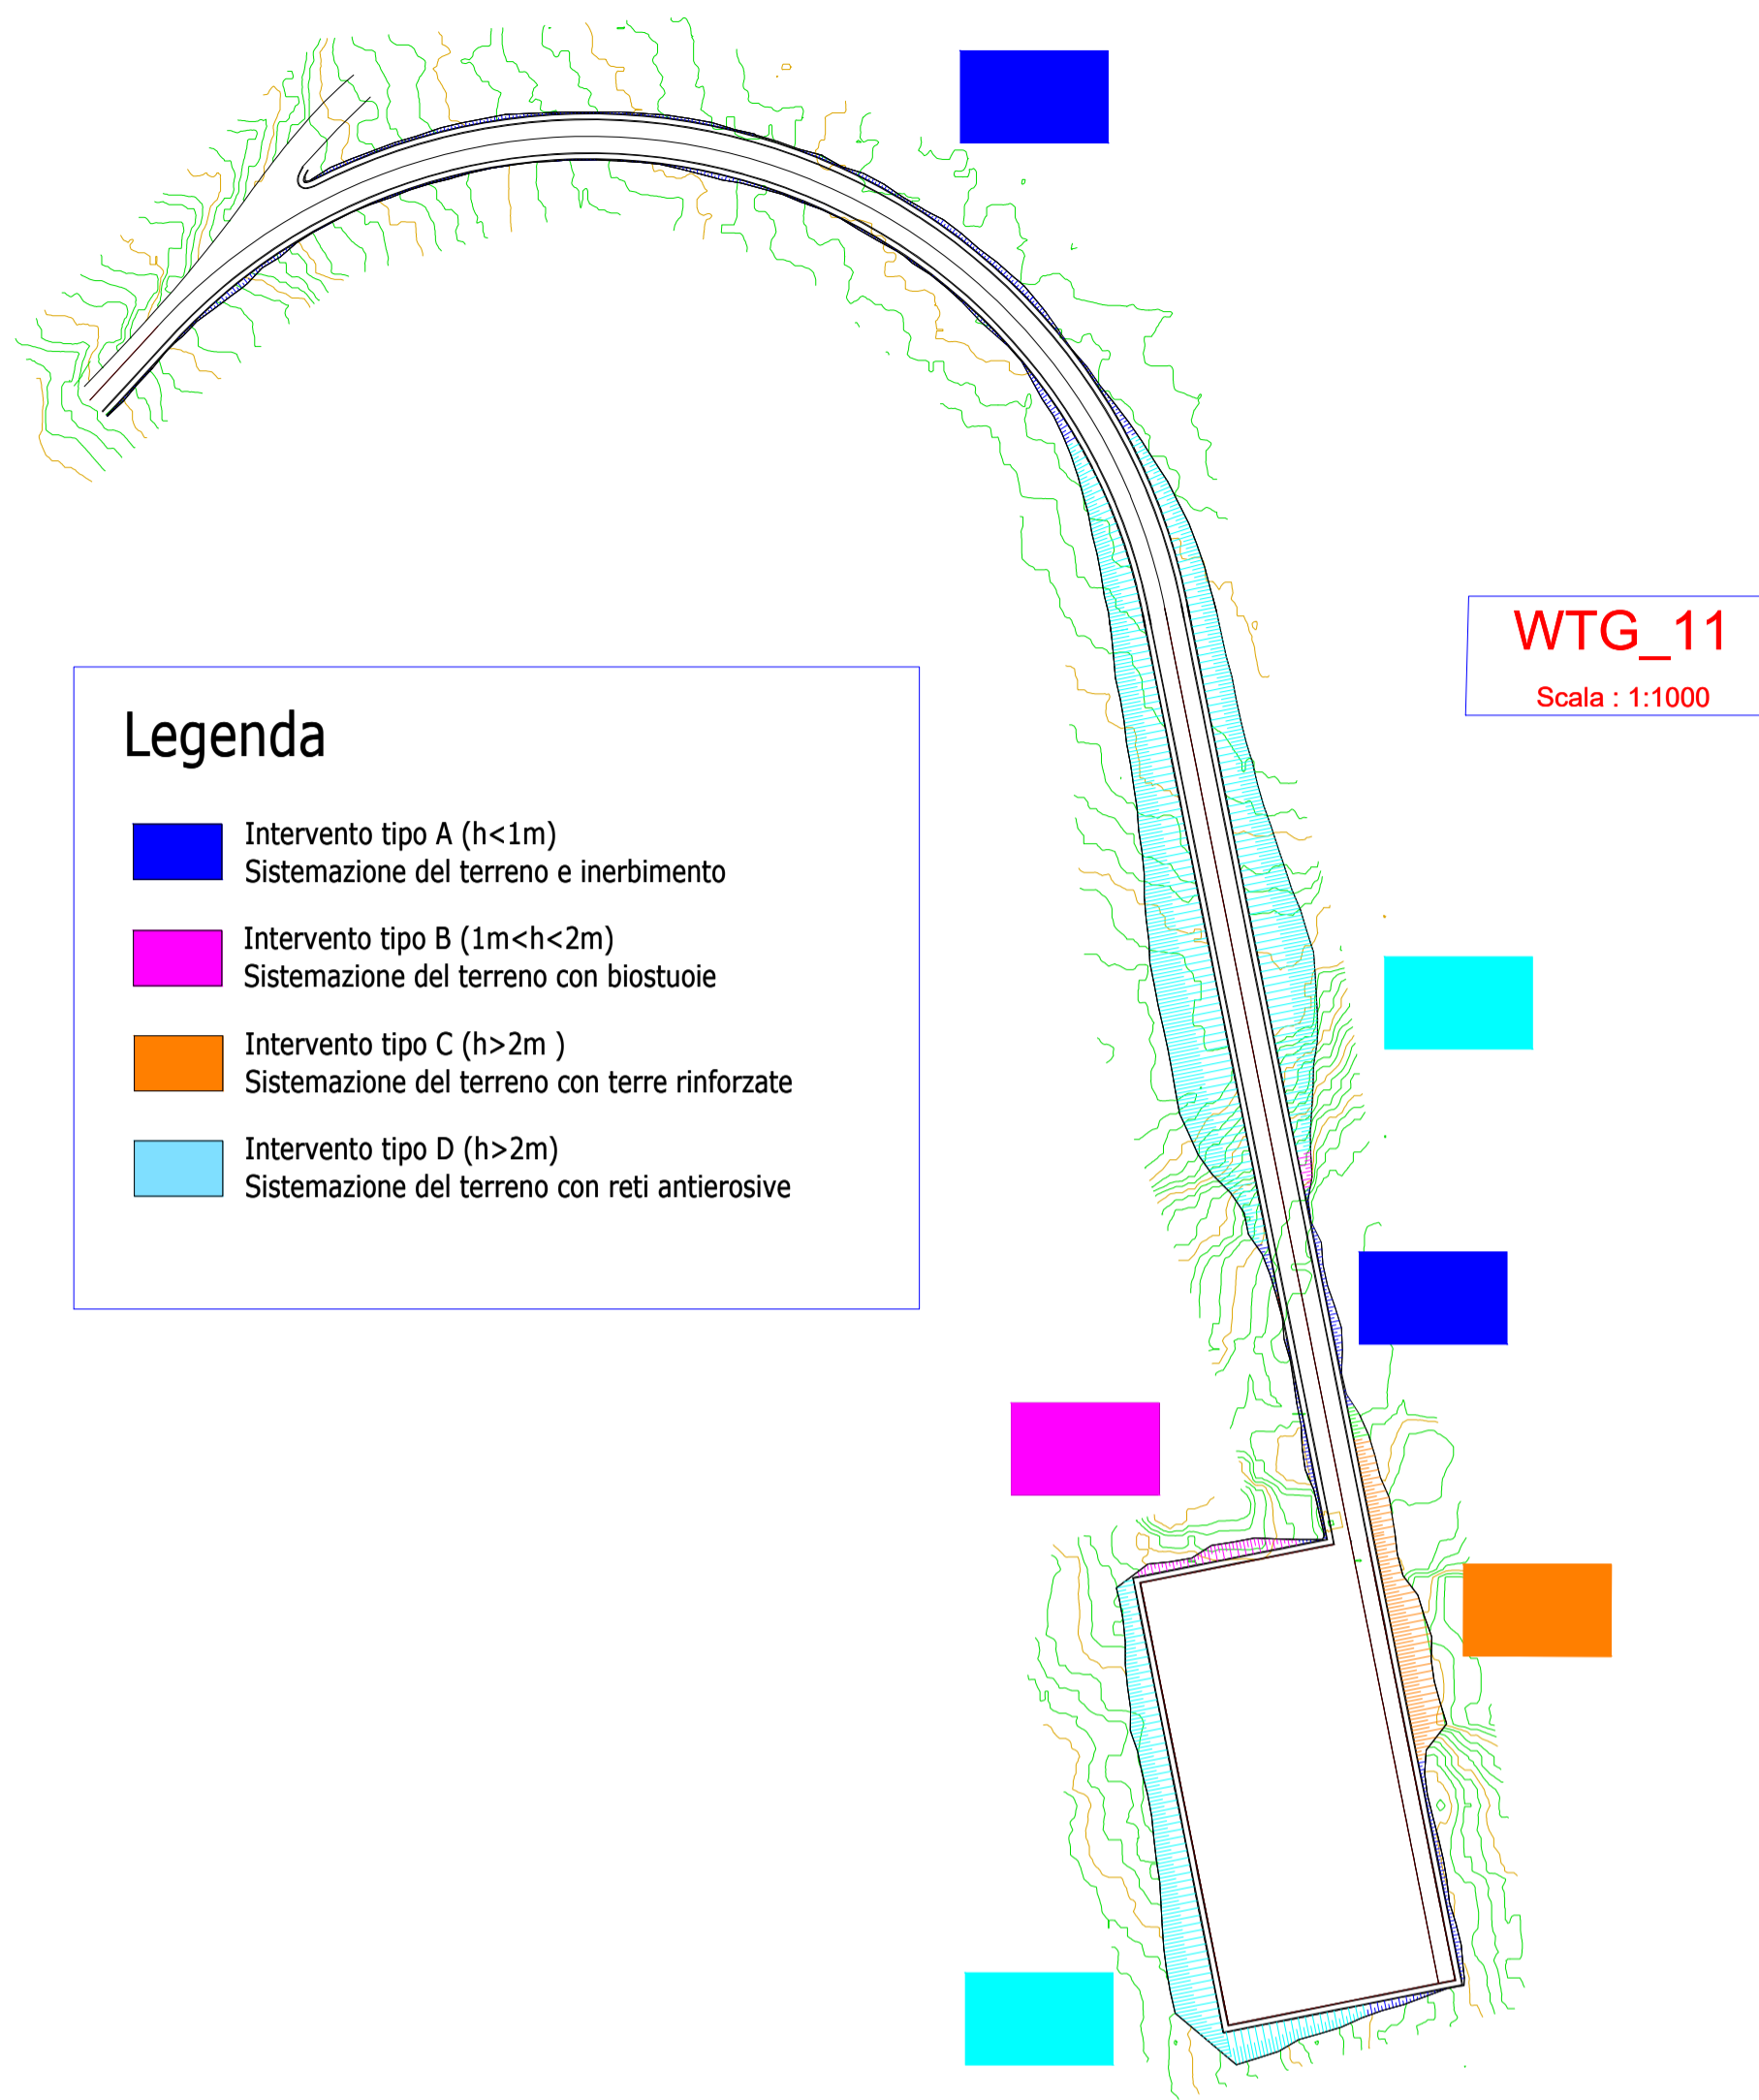 WTG_11
Scala : 1:1000
Legenda
Intervento tipo A (h<1m)
Sistemazione del terreno e inerbimento
Intervento tipo B (1m<h<2m)
Sistemazione del terreno con biostuoie
Intervento tipo C (h>2m )
Sistemazione del terreno con terre rinforzate
Intervento tipo D (h>2m)
Sistemazione del terreno con reti antierosive